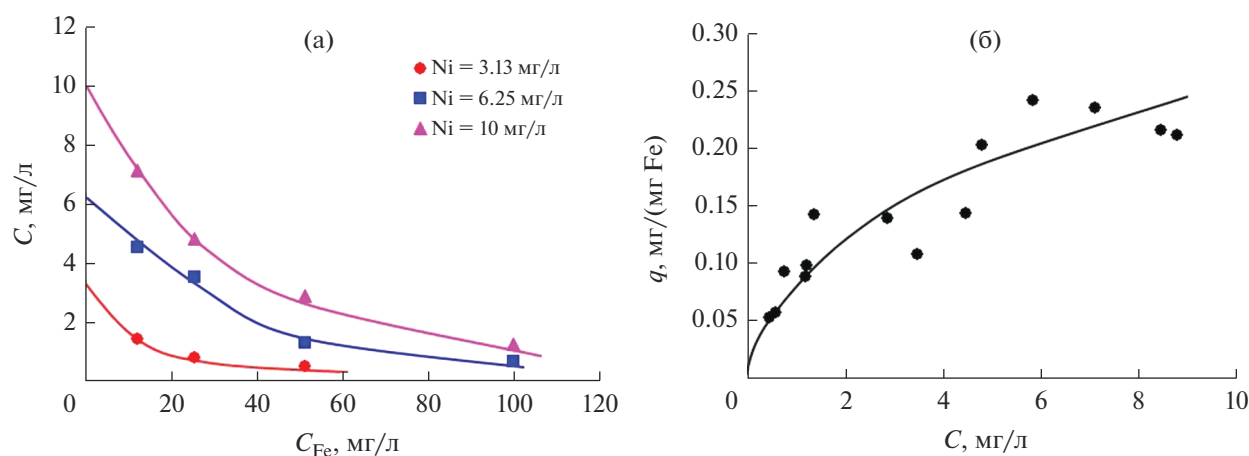 (а)
12
10
8
6
4
2
0
20
40
60
80
100
120
C, мг/л
C_Fe, мг/л
Ni = 3.13 мг/л
Ni = 6.25 мг/л
Ni = 10 мг/л
(б)
0.30
0.25
0.20
0.15
0.10
0.05
0
2
4
6
8
10
q, мг/(мг Fe)
C, мг/л